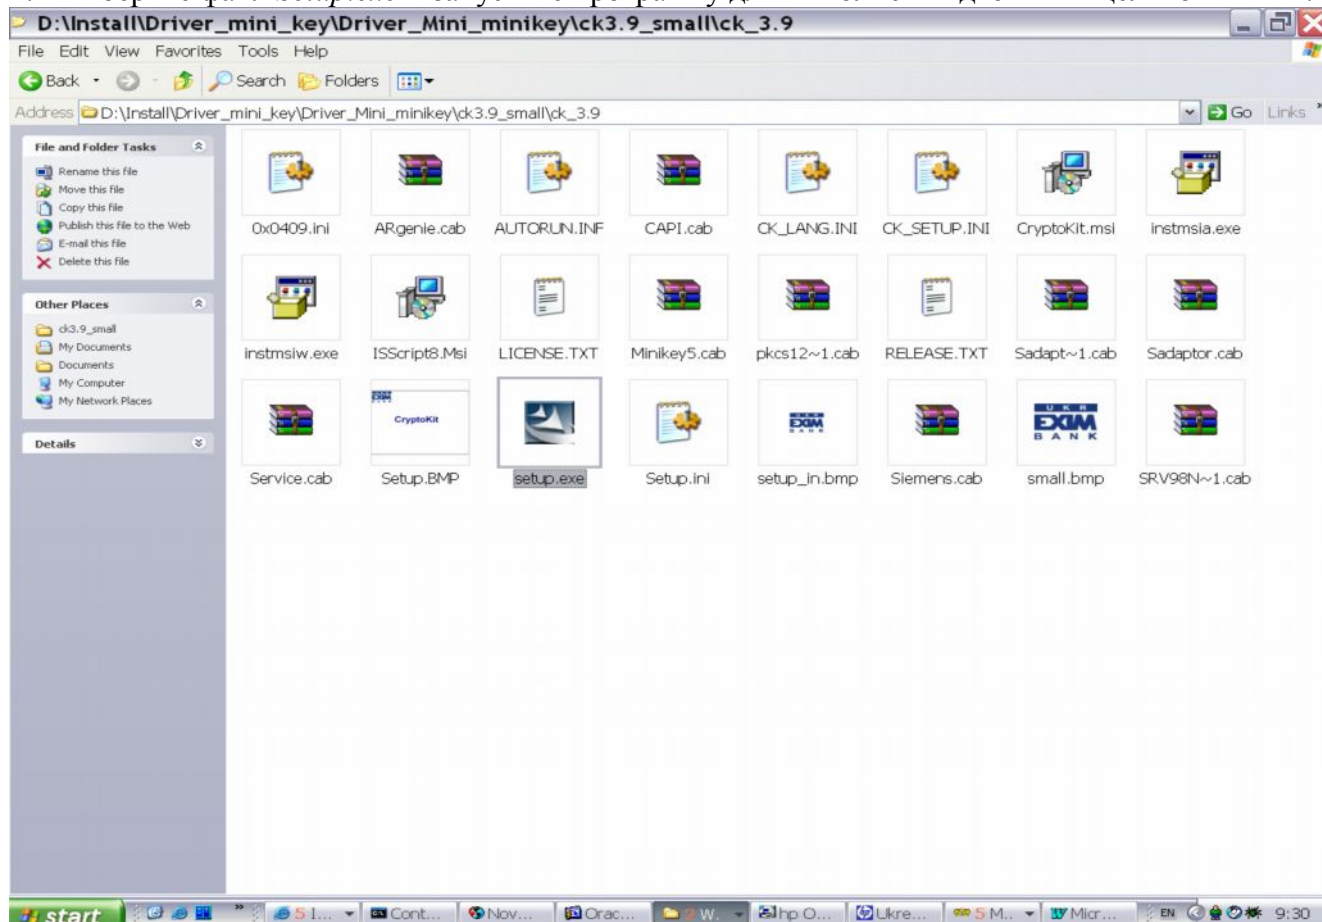 D:\Install\Driver_mini_key\Driver_Mini_minikey\ck3.9_small\ck_3.9
File Edit View Favorites Tools Help
Back Search Folders
Address D:\Install\Driver_mini_key\Driver_Mini_minikey\ck3.9_small\ck_3.9 Go Links
File and Folder Tasks
Rename this file
Move this file
Copy this file
Publish this file to the Web
E-mail this file
Delete this file
Other Places
ck3.9_small
My Documents
Documents
My Computer
My Network Places
Details
0x0409.ini ARgenie.cab AUTORUN.INF CAPI.cab CK_LANG.INI CK_SETUP.INI CryptoKit.msi instmsia.exe
instmsiw.exe ISScript8.Msi LICENSE.TXT Minikey5.cab pkcs12~1.cab RELEASE.TXT Sadapt~1.cab Sadaptor.cab
CryptoKit
UKR
EXIM
BANK
Service.cab Setup.BMP setup.exe Setup.ini setup_in.bmp Siemens.cab small.bmp SRV98N~1.cab
start 5 I... Cont... Nov... Orac... 2 W... hp O... Ukre... 5 M... Micr... EN 9:30